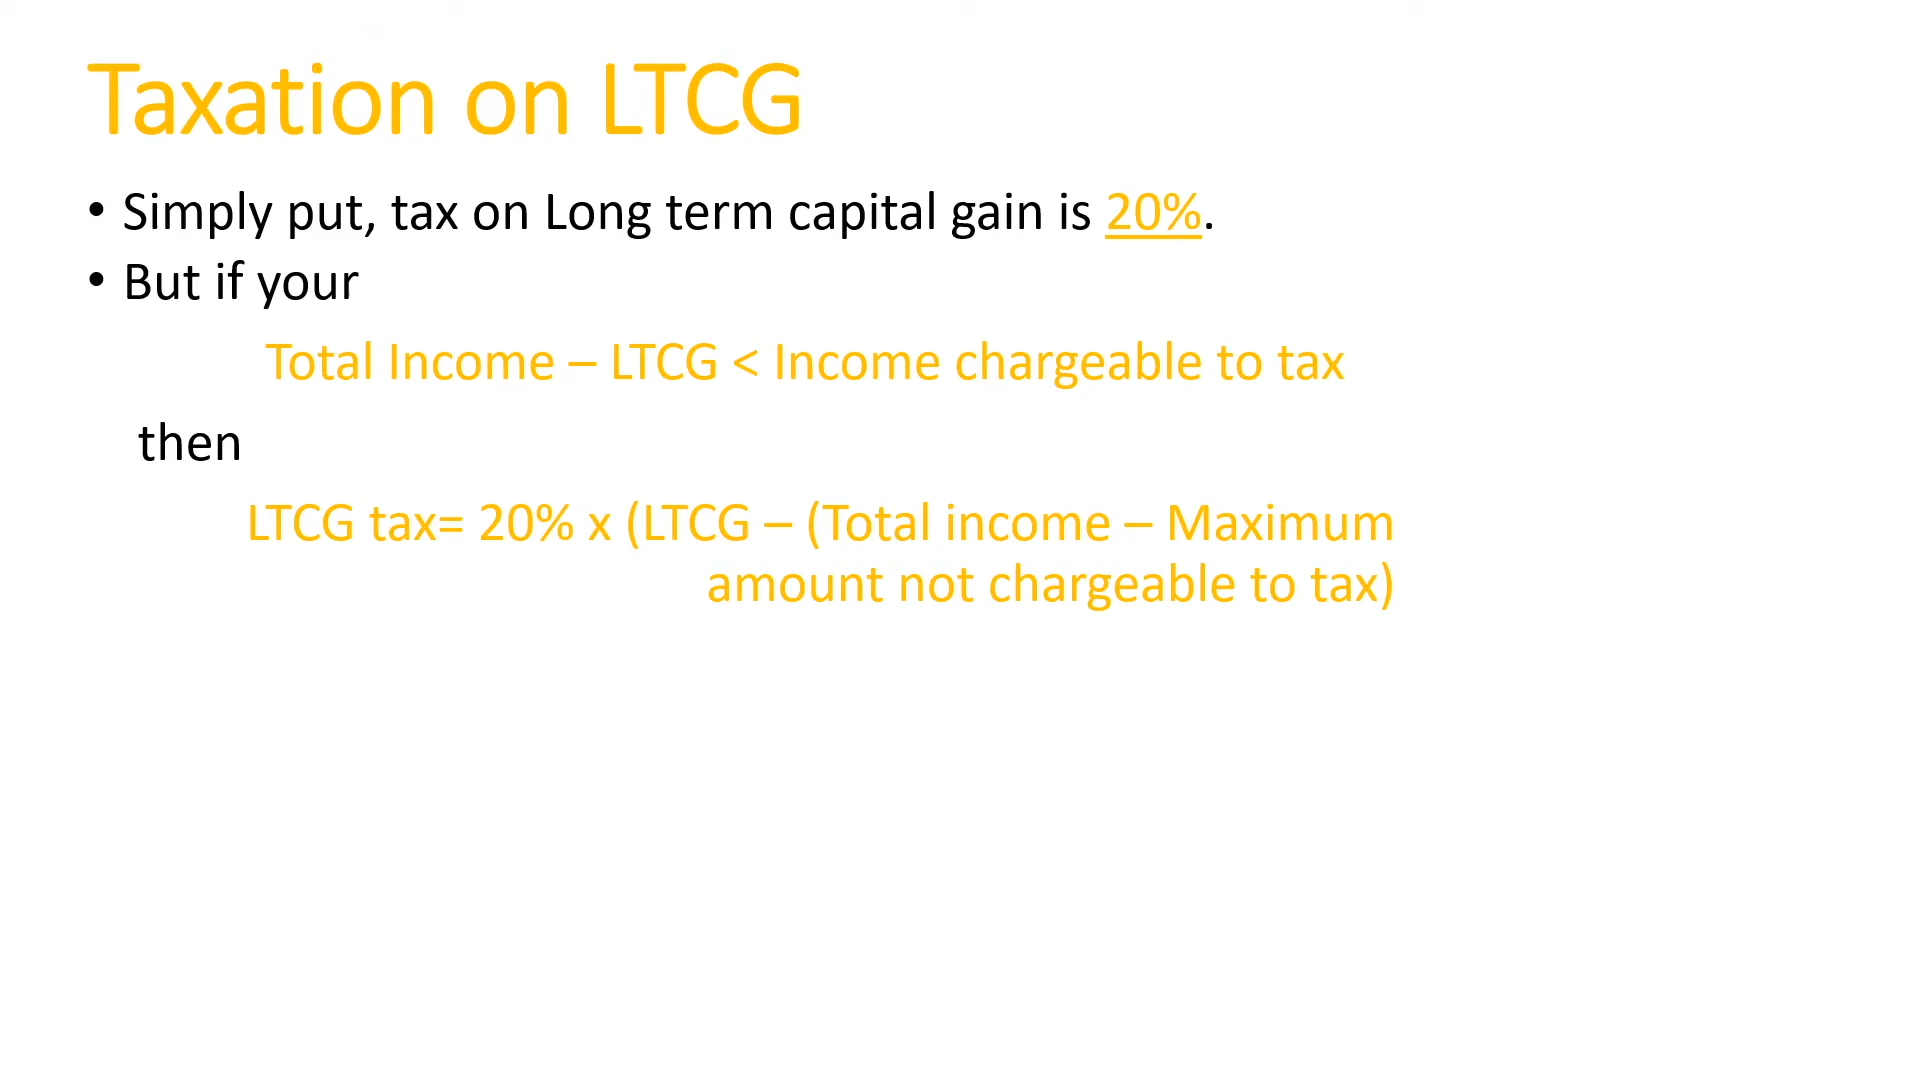 Taxation on LTCG
• Simply put, tax on Long term capital gain is 20%.
• But if your
Total Income – LTCG < Income chargeable to tax
then
LTCG tax= 20% x (LTCG – (Total income – Maximum
amount not chargeable to tax)